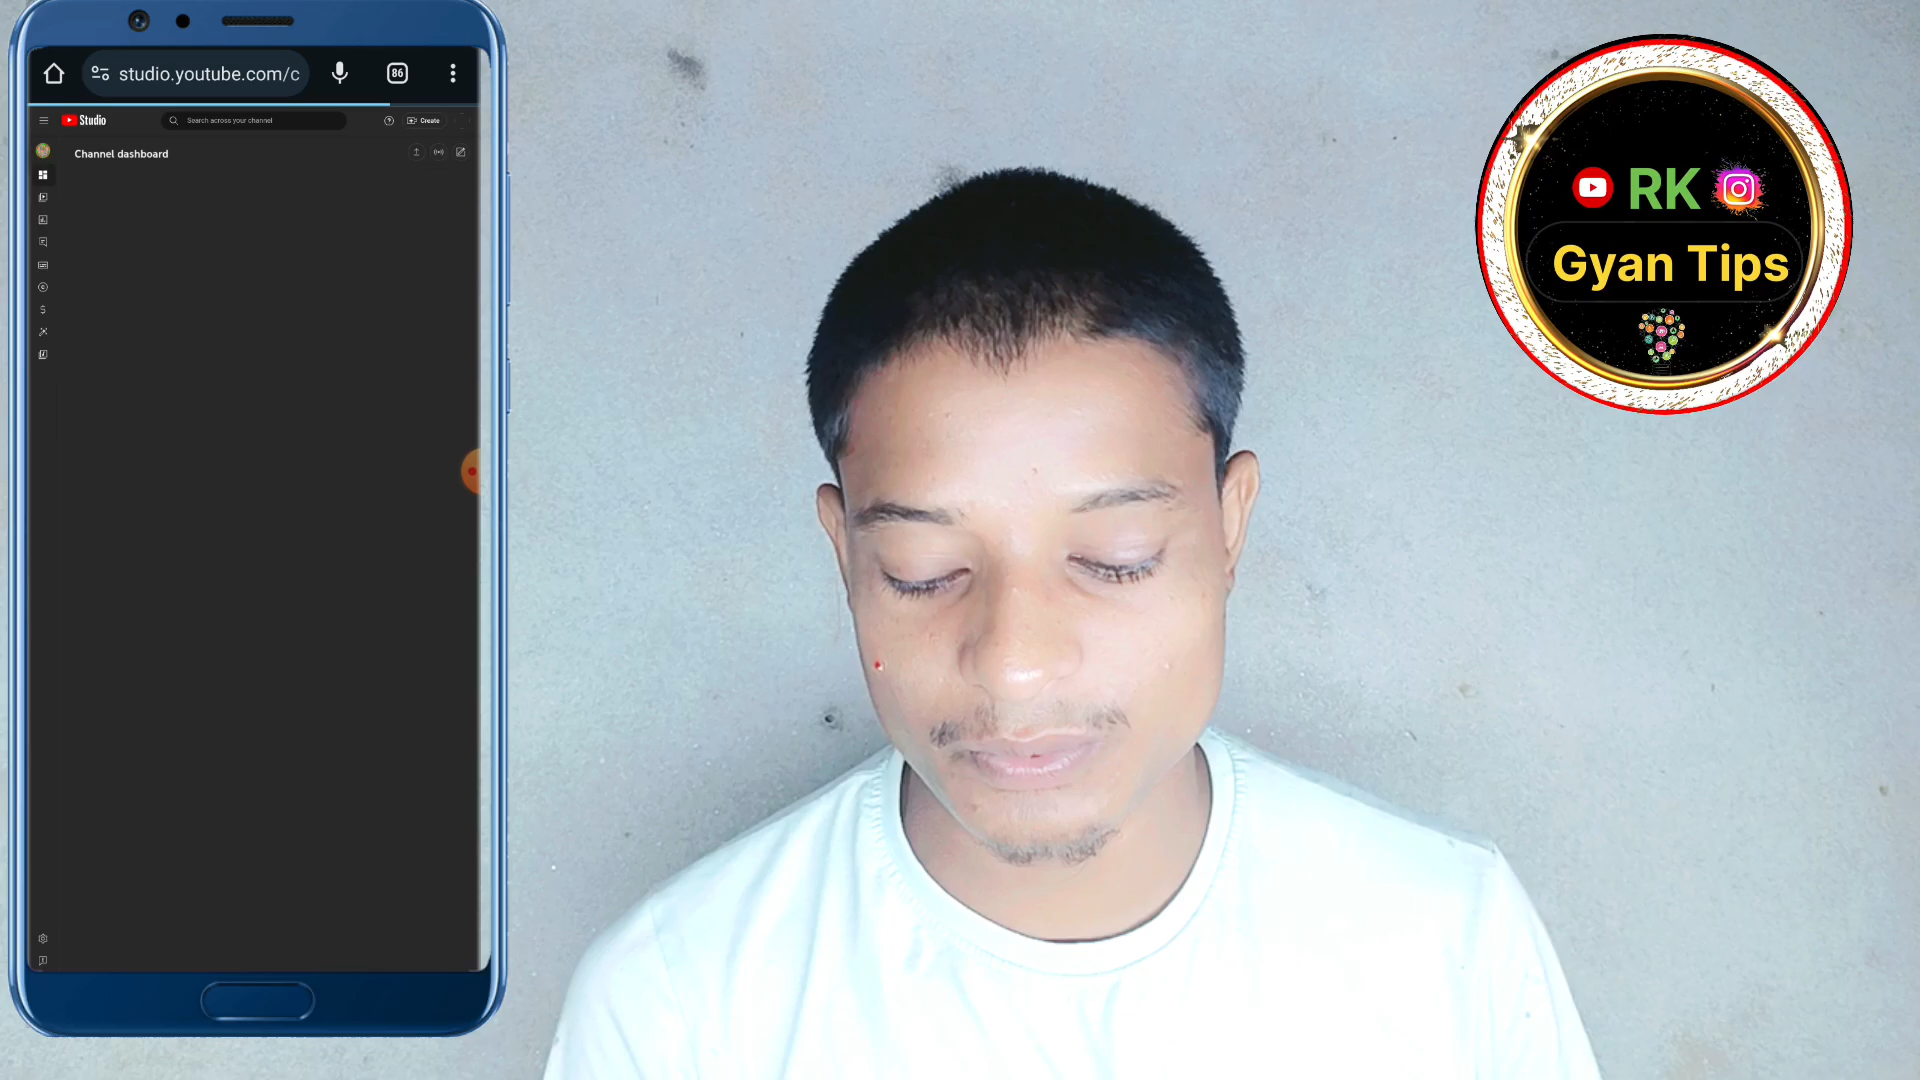 studio.youtube.com/c
86
Studio
Search across your channel
Create
Channel dashboard
RK
Gyan Tips